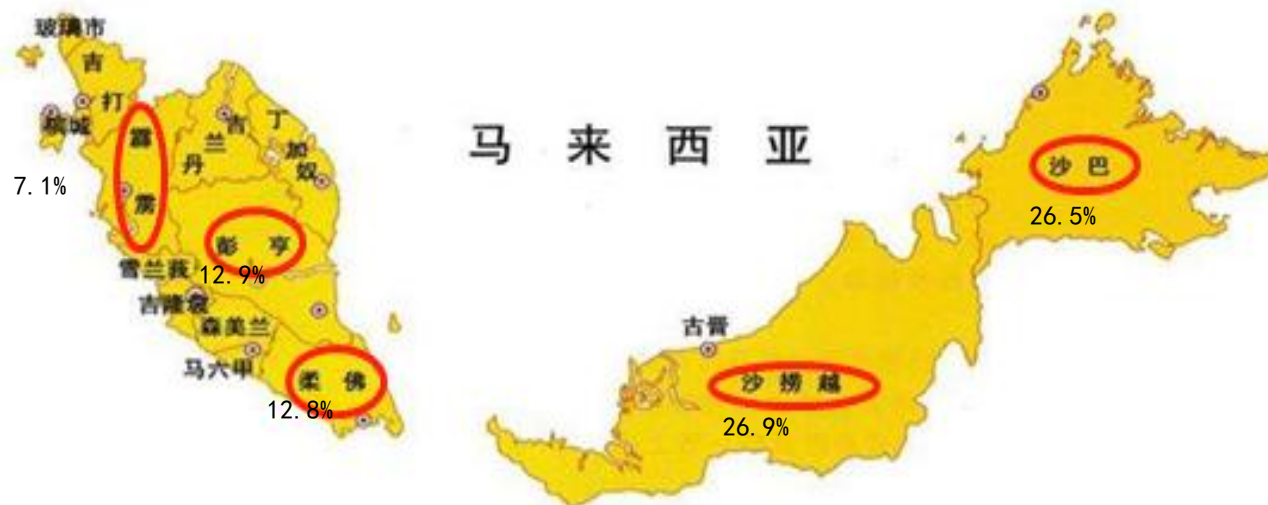 玻璃市
吉
打
槟城
霹
雳
7.1%
吉
兰
丹
丁
加
奴
彭 亨
12.9%
雪兰莪
吉隆坡
森美兰
马六甲
柔 佛
12.8%
马 来 西 亚
沙 巴
26.5%
古晋
沙 捞 越
26.9%